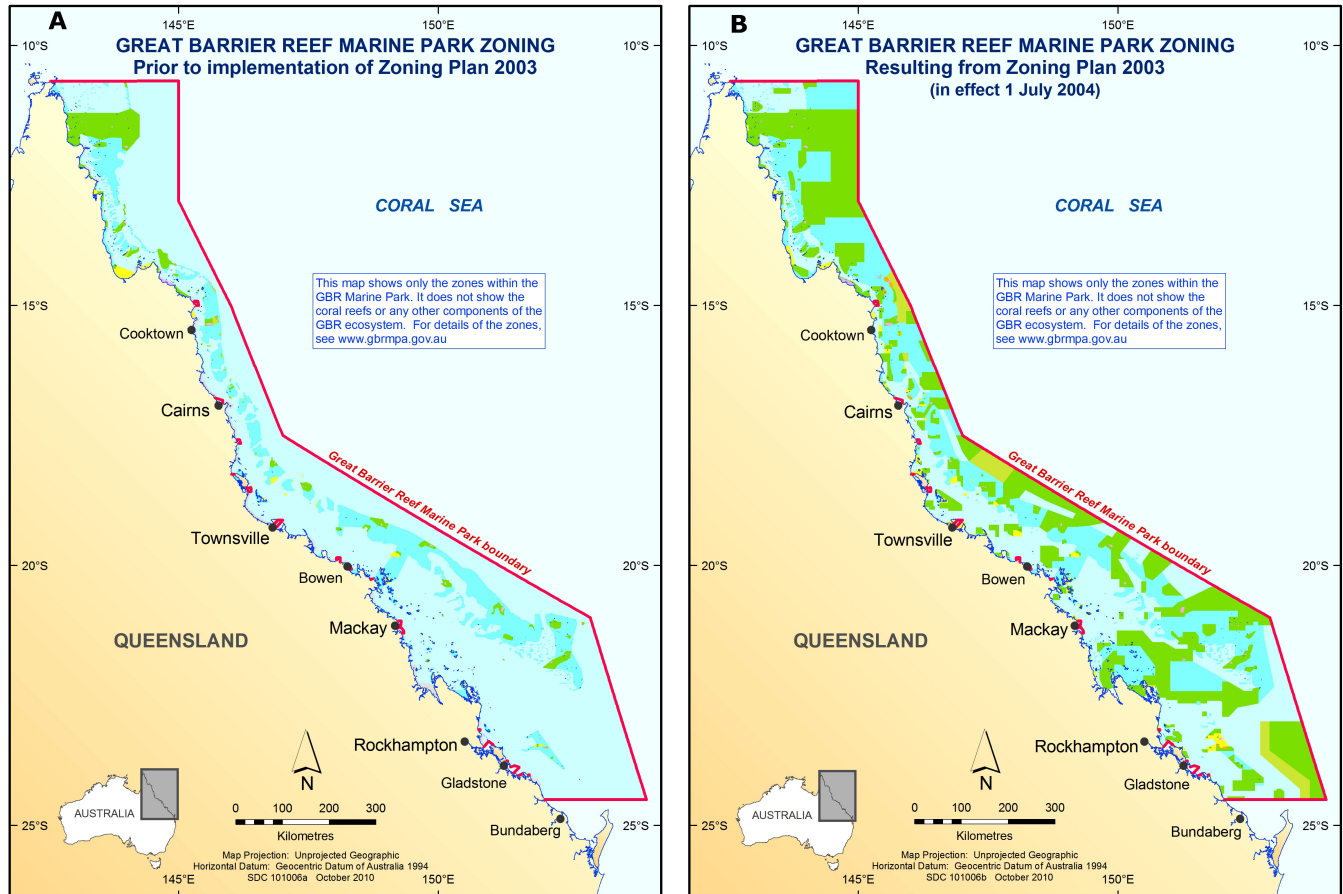 A
145°E
150°E
10°S
10°S
GREAT BARRIER REEF MARINE PARK ZONING
Prior to implementation of Zoning Plan 2003
CORAL SEA
This map shows only the zones within the
GBR Marine Park. It does not show the
coral reefs or any other components of the
GBR ecosystem. For details of the zones,
see www.gbrmpa.gov.au
15°S
Cooktown
Cairns
Great Barrier Reef Marine Park boundary
Townsville
20°S
Bowen
Mackay
QUEENSLAND
Rockhampton
N
Gladstone
AUSTRALIA
0 100 200 300
Kilometres
25°S
Bundaberg
Map Projection: Unprojected Geographic
Horizontal Datum: Geocentric Datum of Australia 1994
SDC 101006a October 2010
145°E
150°E
B
145°E
150°E
10°S
GREAT BARRIER REEF MARINE PARK ZONING
Resulting from Zoning Plan 2003
(in effect 1 July 2004)
CORAL SEA
This map shows only the zones within the
GBR Marine Park. It does not show the
coral reefs or any other components of the
GBR ecosystem. For details of the zones,
see www.gbrmpa.gov.au
15°S
15°S
Cooktown
Cairns
Great Barrier Reef Marine Park boundary
Townsville
20°S
20°S
Bowen
Mackay
QUEENSLAND
Rockhampton
N
Gladstone
AUSTRALIA
0 100 200 300
Kilometres
25°S
25°S
Bundaberg
Map Projection: Unprojected Geographic
Horizontal Datum: Geocentric Datum of Australia 1994
SDC 101006b October 2010
145°E
150°E